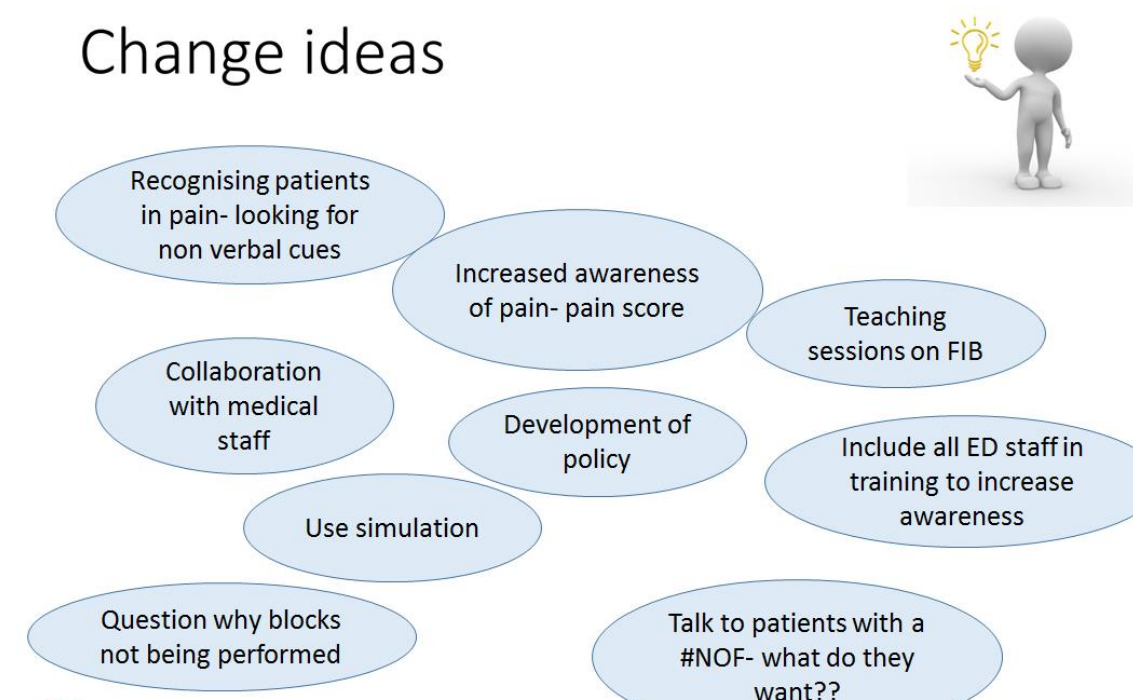 Change ideas
Recognising patients
in pain- looking for
non verbal cues
Increased awareness
of pain- pain score
Teaching
sessions on FIB
Collaboration
with medical
staff
Development of
policy
Include all ED staff in
training to increase
awareness
Use simulation
Question why blocks
not being performed
Talk to patients with a
#NOF- what do they
want??